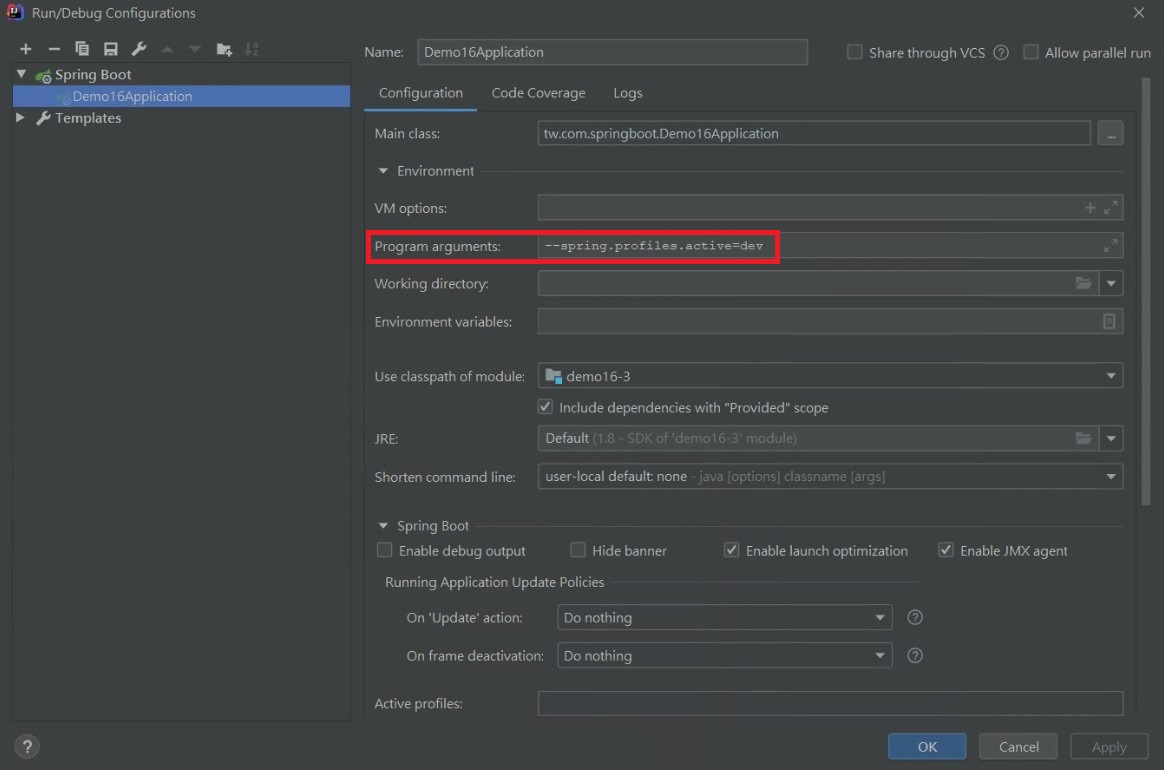 Run/Debug Configurations
Name: Demo16Application Share through VCS ? Allow parallel run
Spring Boot
Demo16Application
Templates
Configuration Code Coverage Logs
Main class: tw.com.springboot.Demo16Application ...
Environment
VM options:
Program arguments: --spring.profiles.active=dev
Working directory:
Environment variables:
Use classpath of module: demo16-3
Include dependencies with "Provided" scope
JRE: Default (1.8 - SDK of 'demo16-3' module)
Shorten command line: user-local default: none - java [options] classname [args]
Spring Boot
Enable debug output Hide banner Enable launch optimization Enable JMX agent
Running Application Update Policies
On 'Update' action: Do nothing ?
On frame deactivation: Do nothing ?
Active profiles:
? OK Cancel Apply